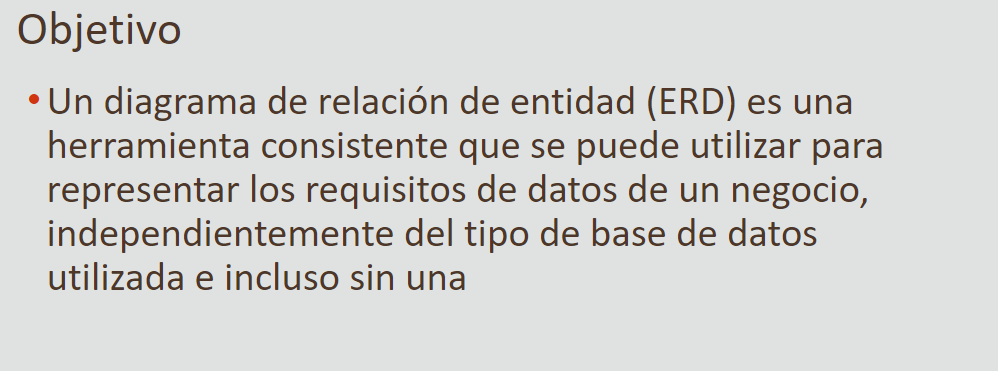 Objetivo
• Un diagrama de relación de entidad (ERD) es una
herramienta consistente que se puede utilizar para
representar los requisitos de datos de un negocio,
independientemente del tipo de base de datos
utilizada e incluso sin una